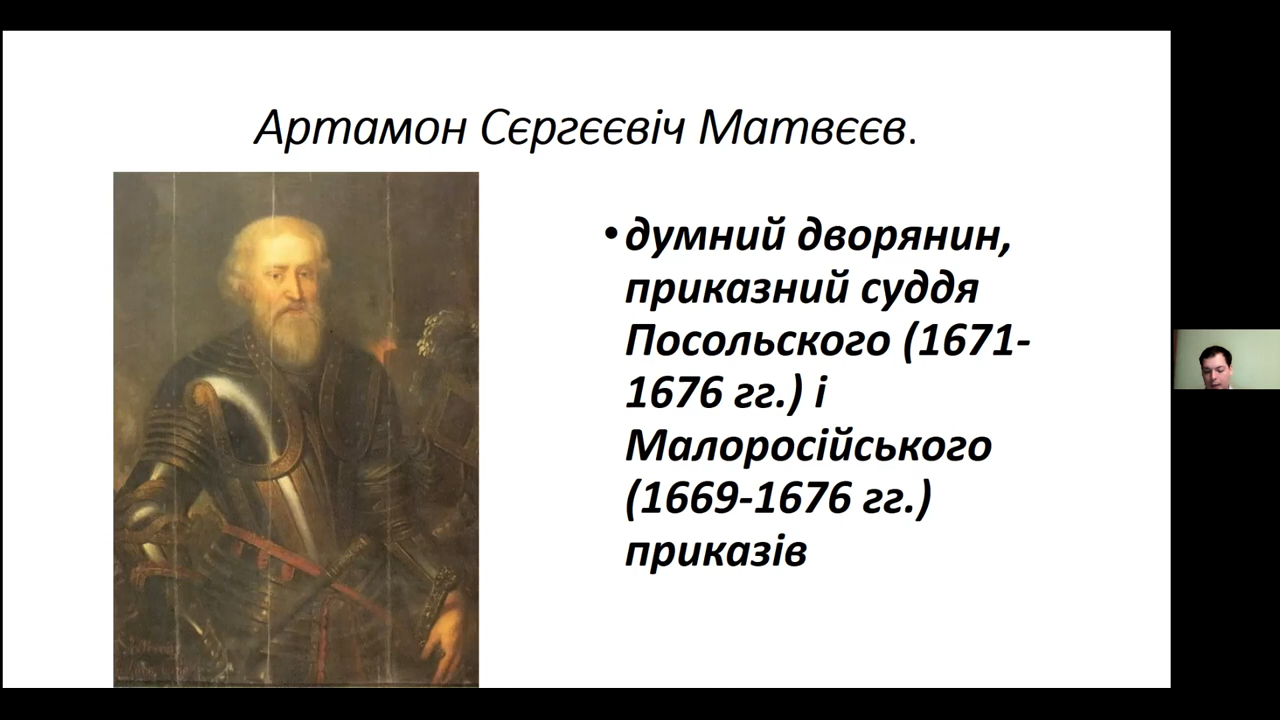 Артамон Сєргєєвіч Матвєєв.
• думний дворянин,
приказний суддя
Посольского (1671-
1676 гг.) і
Малоросійського
(1669-1676 гг.)
приказів